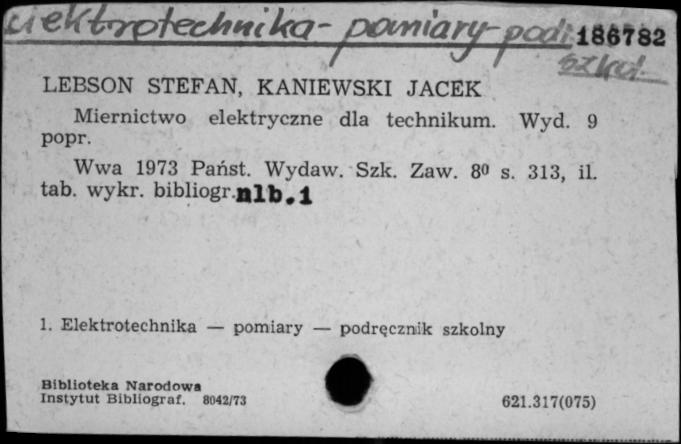 elektrotechnika - pomiary - podr. 186782
szkol.
LEBSON STEFAN, KANIEWSKI JACEK
Miernictwo elektryczne dla technikum. Wyd. 9
popr.
Wwa 1973 Państ. Wydaw. Szk. Zaw. 8⁰ s. 313, il.
tab. wykr. bibliogr. nlb.1
1. Elektrotechnika — pomiary — podręcznik szkolny
Biblioteka Narodowa
Instytut Bibliograf. 8042/73
621.317(075)